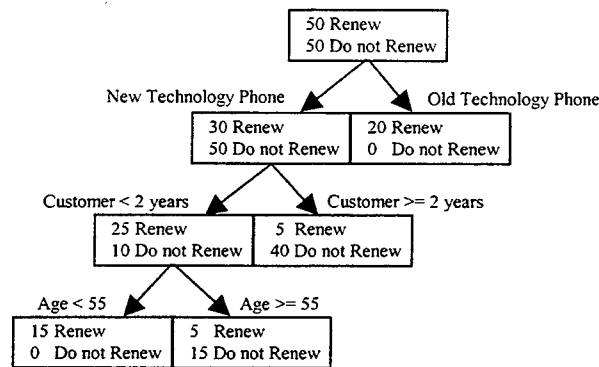 50 Renew
50 Do not Renew
New Technology Phone
Old Technology Phone
30 Renew
50 Do not Renew
20 Renew
0 Do not Renew
Customer < 2 years
Customer >= 2 years
25 Renew
10 Do not Renew
5 Renew
40 Do not Renew
Age < 55
Age >= 55
15 Renew
0 Do not Renew
5 Renew
15 Do not Renew